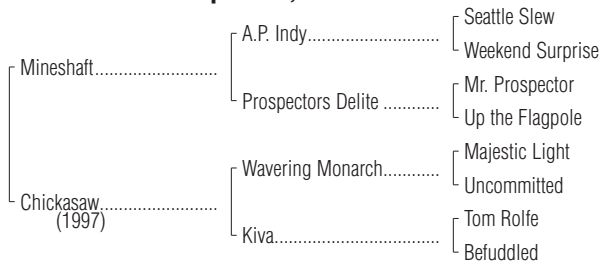 Seattle Slew
A.P. Indy
Weekend Surprise
Mineshaft
Mr. Prospector
Prospectors Delite
Up the Flagpole
Majestic Light
Wavering Monarch
Uncommitted
Chickasaw
(1997)
Tom Rolfe
Kiva
Befuddled